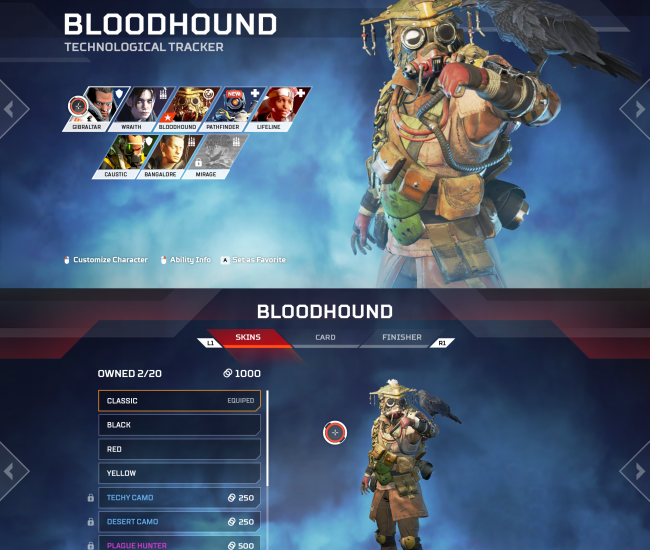 BLOODHOUND
TECHNOLOGICAL TRACKER
NEW
GIBRALTAR WRAITH BLOODHOUND PATHFINDER LIFELINE
CAUSTIC BANGALORE MIRAGE
Customize Character Ability Info A Set as Favorite
BLOODHOUND
L1 SKINS CARD FINISHER R1
OWNED 2/20 1000
CLASSIC EQUIPED
BLACK
RED
YELLOW
TECHY CAMO 250
DESERT CAMO 250
PLAGUE HUNTER 500